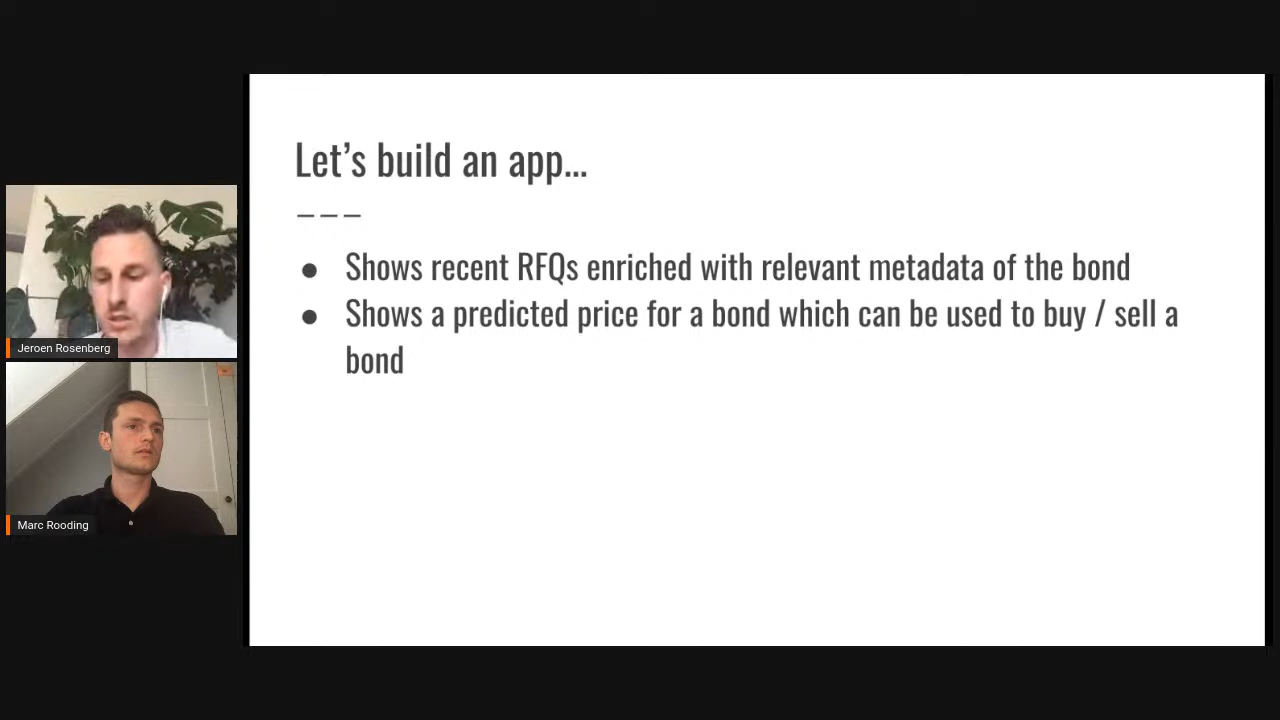 Let's build an app...
– – –
● Shows recent RFQs enriched with relevant metadata of the bond
● Shows a predicted price for a bond which can be used to buy / sell a
bond
Jeroen Rosenberg
Marc Rooding